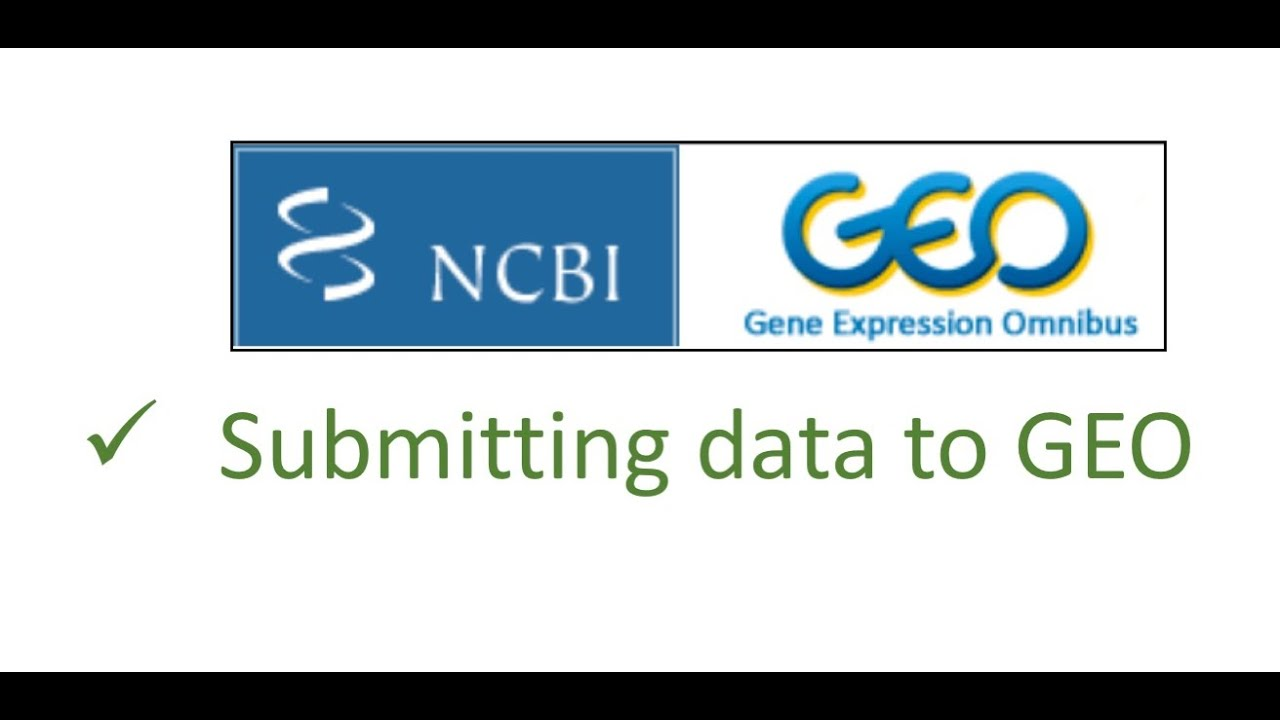 NCBI
GEO
Gene Expression Omnibus
✓ Submitting data to GEO